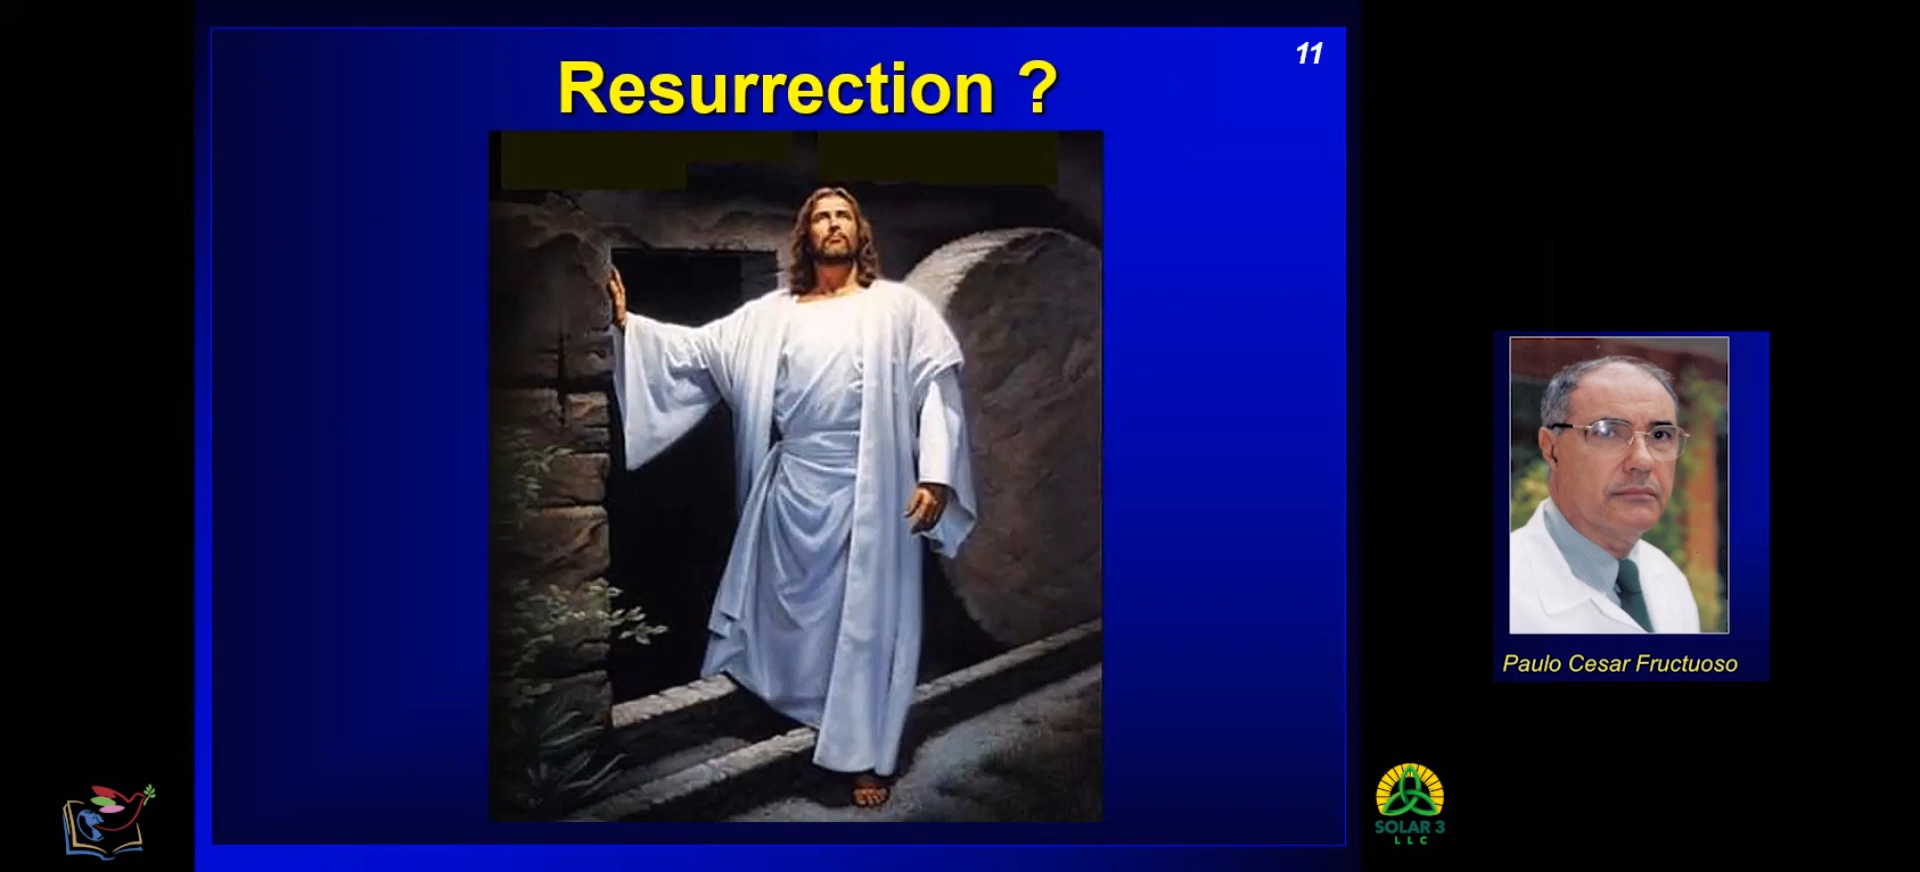 11
Resurrection ?
Paulo Cesar Fructuoso
SOLAR 3
LLC